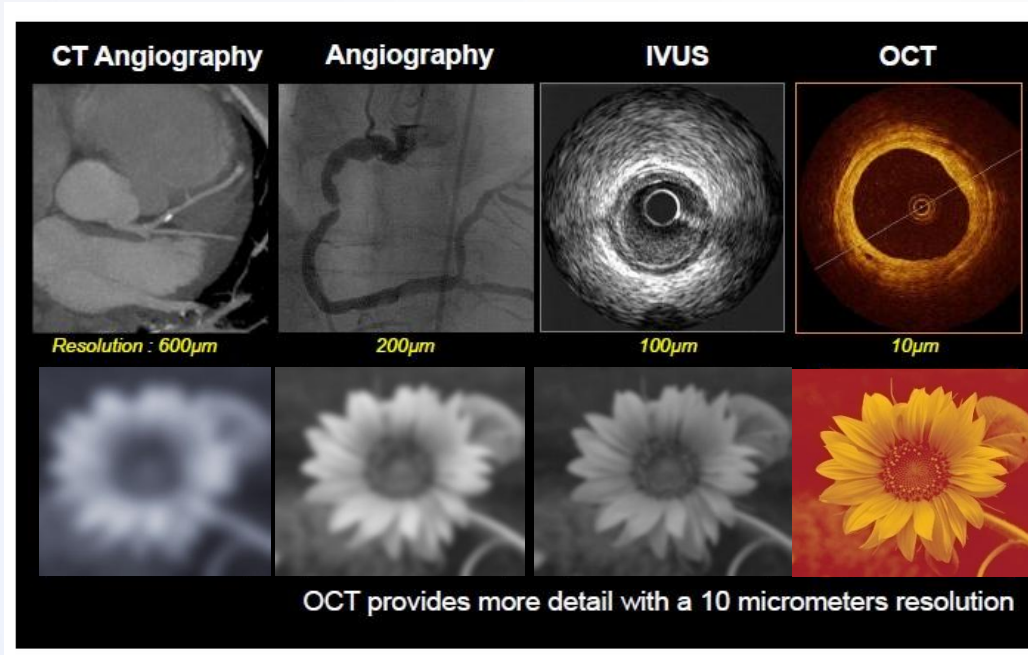 CT Angiography
Angiography
IVUS
OCT
Resolution : 600µm
200µm
100µm
10µm
OCT provides more detail with a 10 micrometers resolution